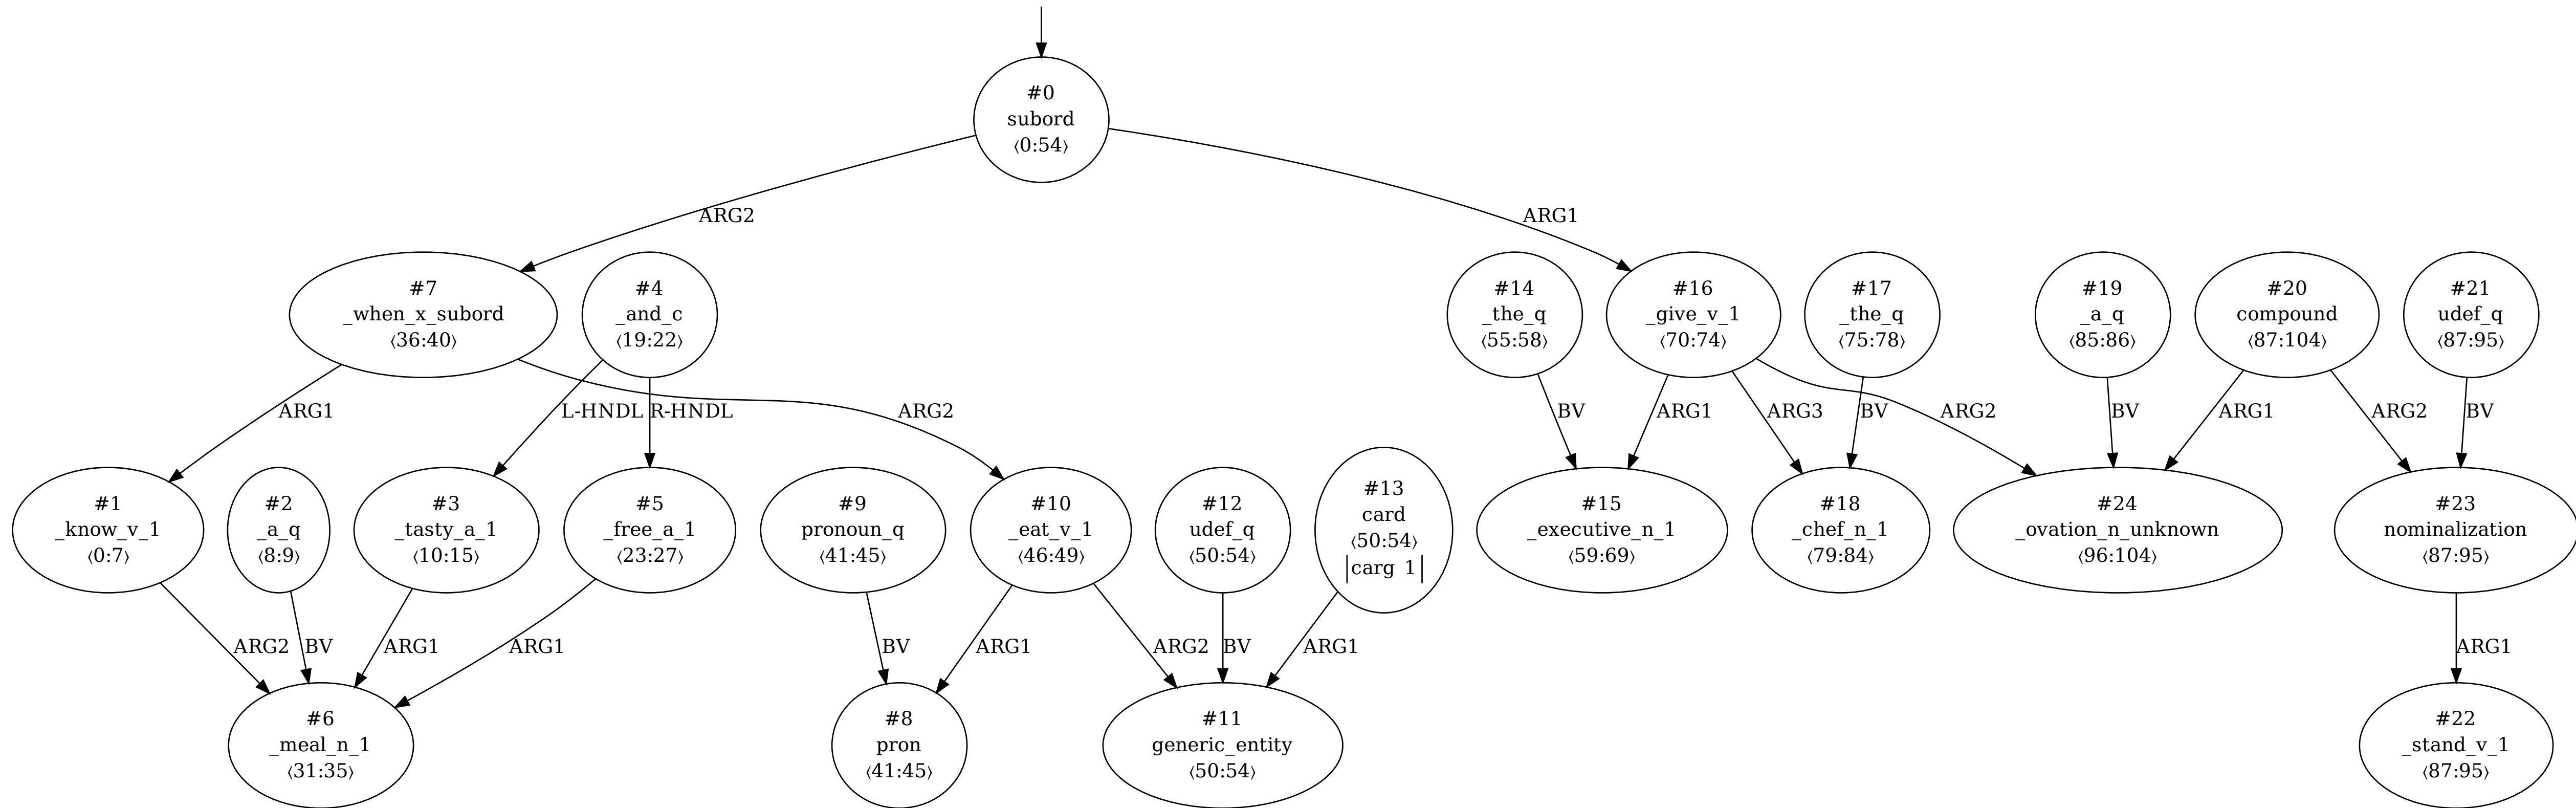 #0
subord
⟨0:54⟩
ARG2
ARG1
#7
_when_x_subord
⟨36:40⟩
#4
_and_c
⟨19:22⟩
#14
_the_q
⟨55:58⟩
#16
_give_v_1
⟨70:74⟩
#17
_the_q
⟨75:78⟩
#19
_a_q
⟨85:86⟩
#20
compound
⟨87:104⟩
#21
udef_q
⟨87:95⟩
ARG1
L-HNDL
R-HNDL
ARG2
BV
ARG1
ARG3
BV
ARG2
BV
ARG1
ARG2
BV
#1
_know_v_1
⟨0:7⟩
#2
_a_q
⟨8:9⟩
#3
_tasty_a_1
⟨10:15⟩
#5
_free_a_1
⟨23:27⟩
#9
pronoun_q
⟨41:45⟩
#10
_eat_v_1
⟨46:49⟩
#12
udef_q
⟨50:54⟩
#13
card
⟨50:54⟩
|carg 1|
#15
_executive_n_1
⟨59:69⟩
#18
_chef_n_1
⟨79:84⟩
#24
_ovation_n_unknown
⟨96:104⟩
#23
nominalization
⟨87:95⟩
ARG2
BV
ARG1
ARG1
BV
ARG1
ARG2
BV
ARG1
ARG1
#6
_meal_n_1
⟨31:35⟩
#8
pron
⟨41:45⟩
#11
generic_entity
⟨50:54⟩
#22
_stand_v_1
⟨87:95⟩